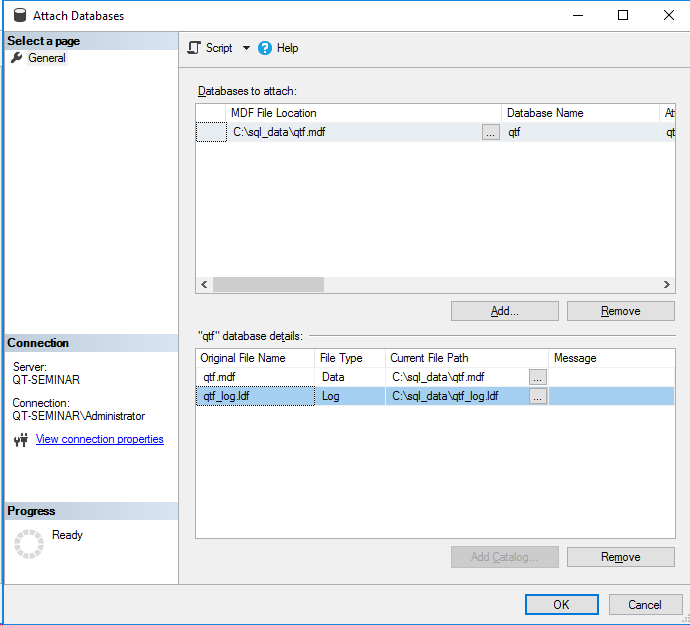 Attach Databases
Select a page
General
Script
Help
Databases to attach:
MDF File Location Database Name
C:\sql_data\qtf.mdf ... qtf qt
Add... Remove
"qtf" database details:
Original File Name File Type Current File Path Message
qtf.mdf Data C:\sql_data\qtf.mdf ...
qtf_log.ldf Log C:\sql_data\qtf_log.ldf ...
Connection
Server:
QT-SEMINAR
Connection:
QT-SEMINAR\Administrator
View connection properties
Progress
Ready
Add Catalog... Remove
OK Cancel